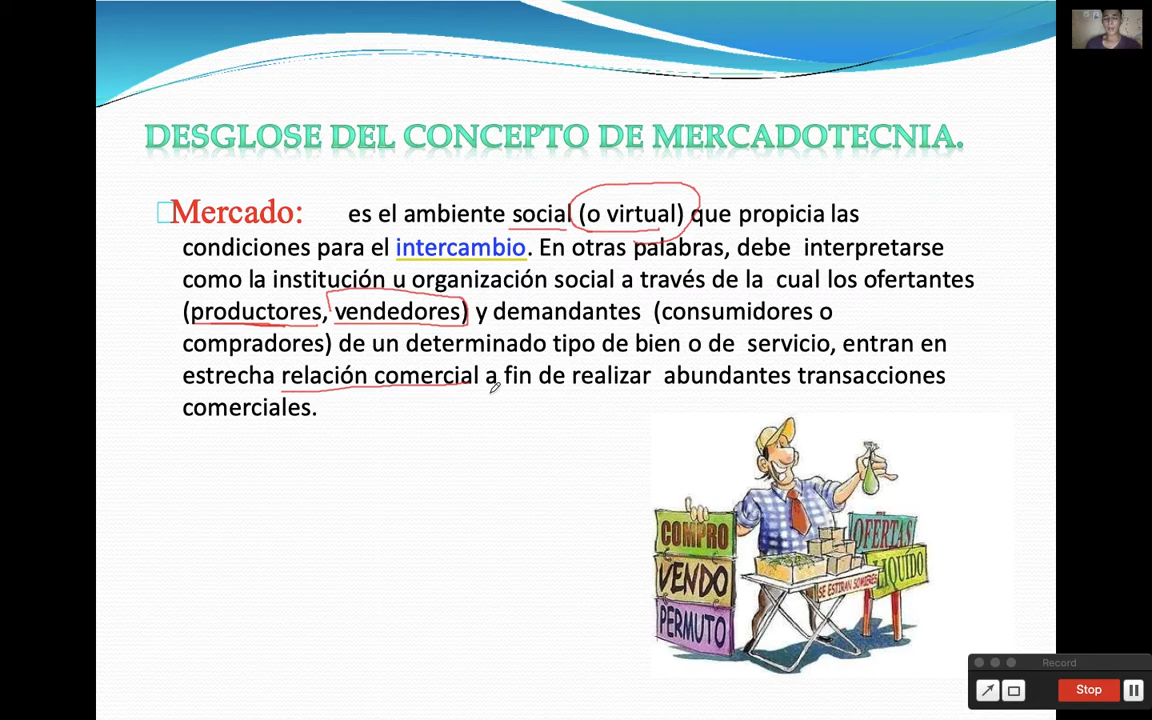 DESGLOSE DEL CONCEPTO DE MERCADOTECNIA.
Mercado: es el ambiente social (o virtual) que propicia las
condiciones para el intercambio. En otras palabras, debe interpretarse
como la institución u organización social a través de la cual los ofertantes
(productores, vendedores) y demandantes (consumidores o
compradores) de un determinado tipo de bien o de servicio, entran en
estrecha relación comercial a fin de realizar abundantes transacciones
comerciales.
COMPRO
VENDO
PERMUTO
OFERTAS
LIQUIDO
SE ESTIRAN SOMIERES
Record
Stop